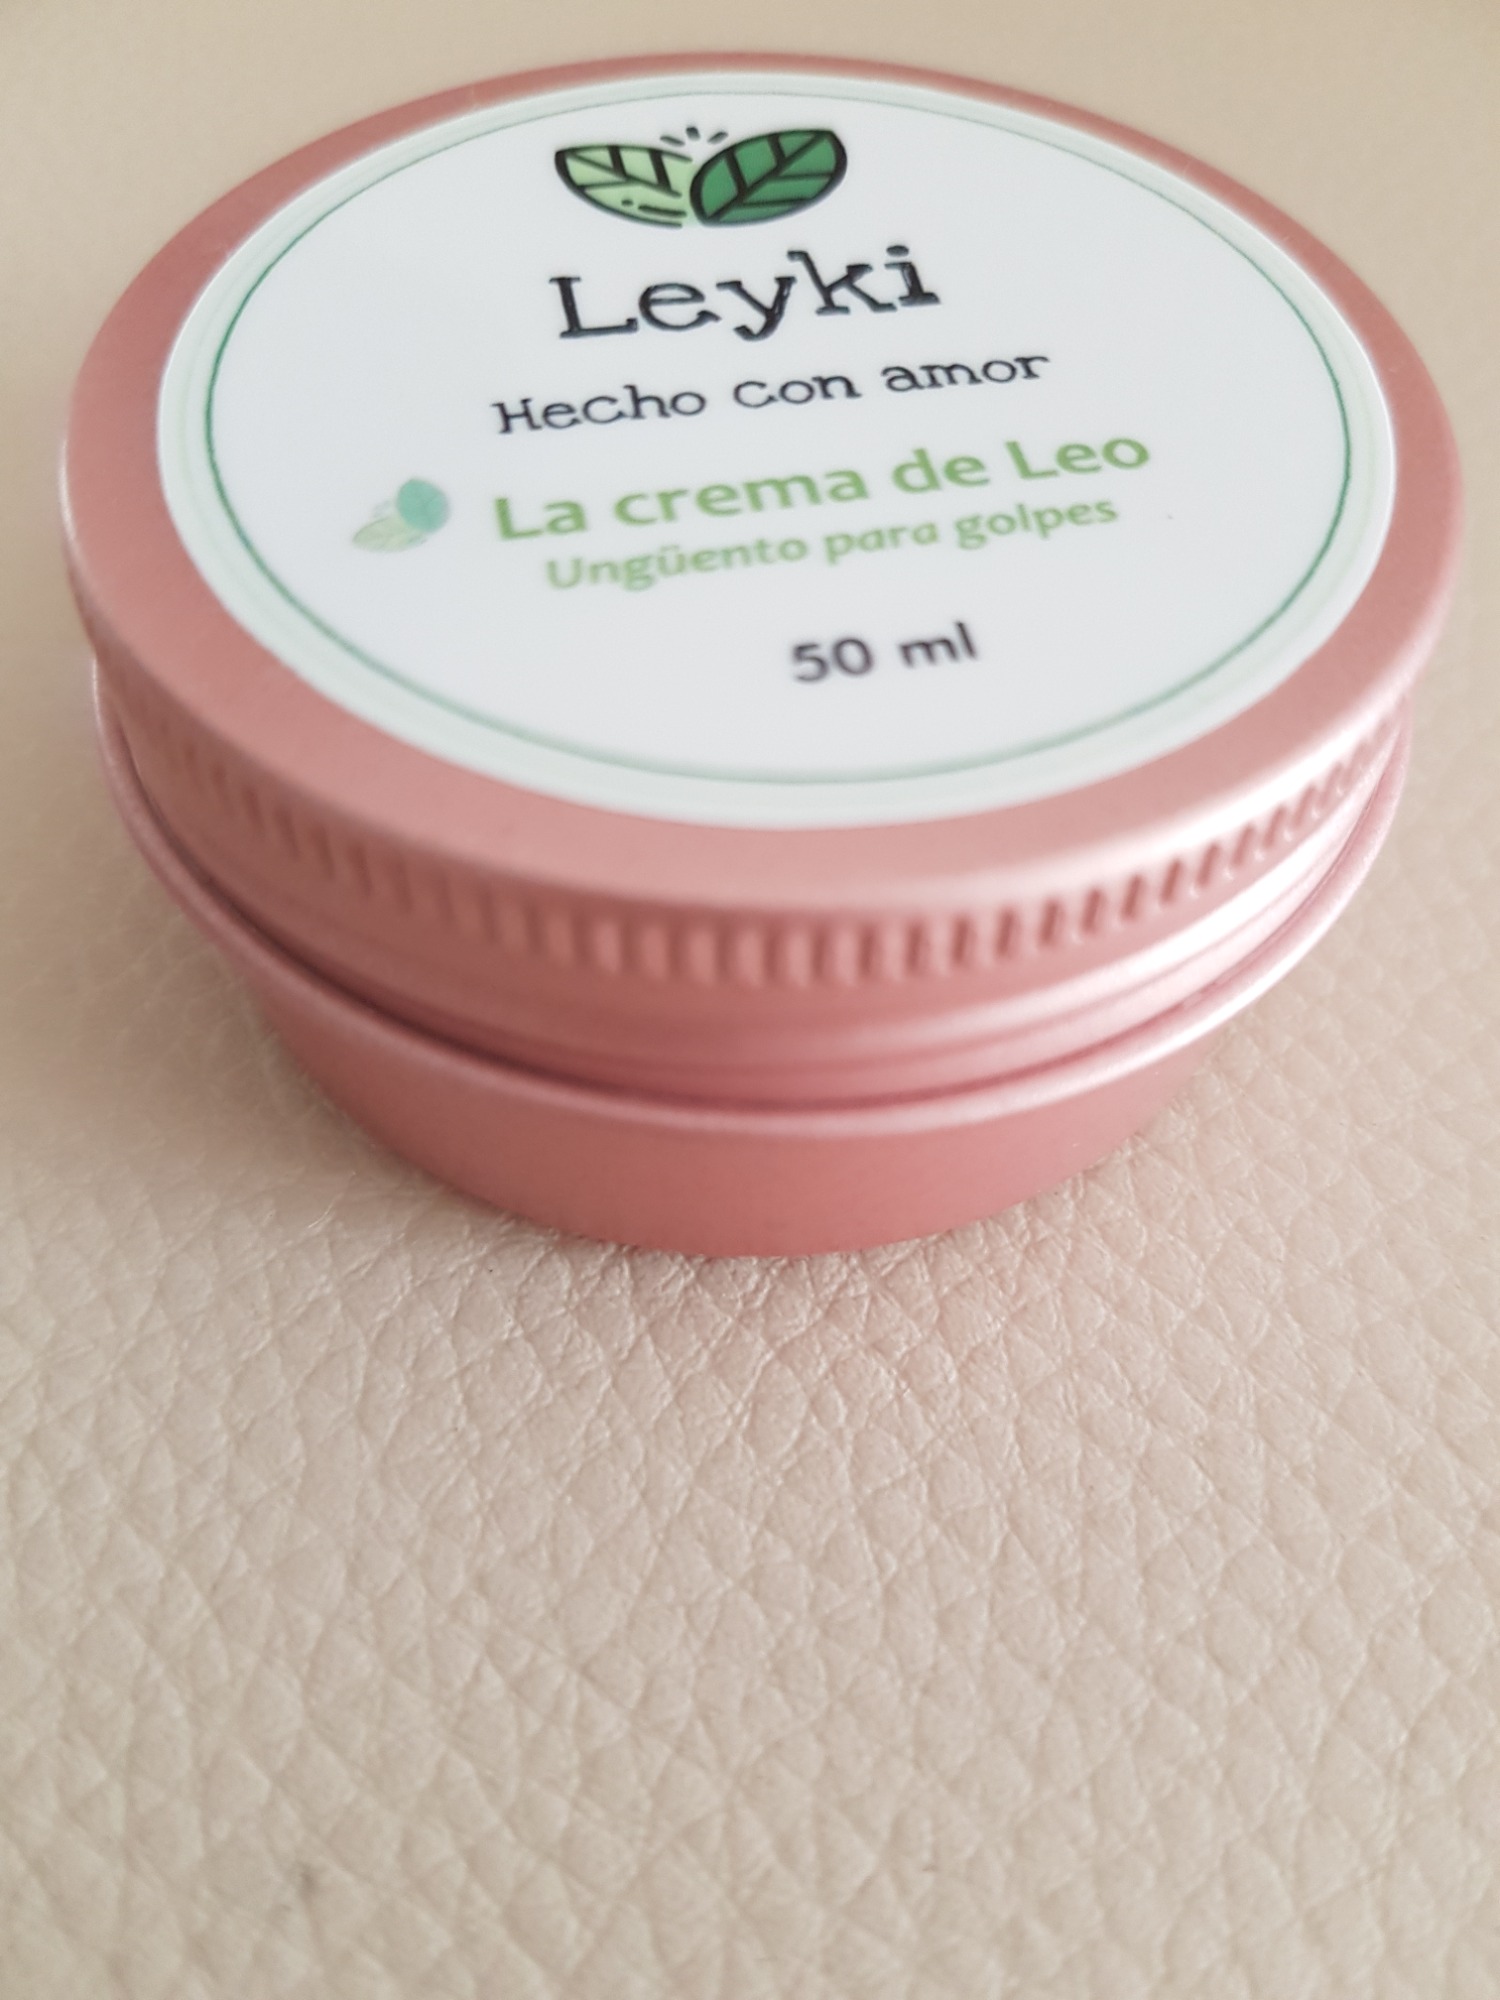 Leyki
Hecho con amor
La crema de Leo
Ungüento para golpes
50 ml